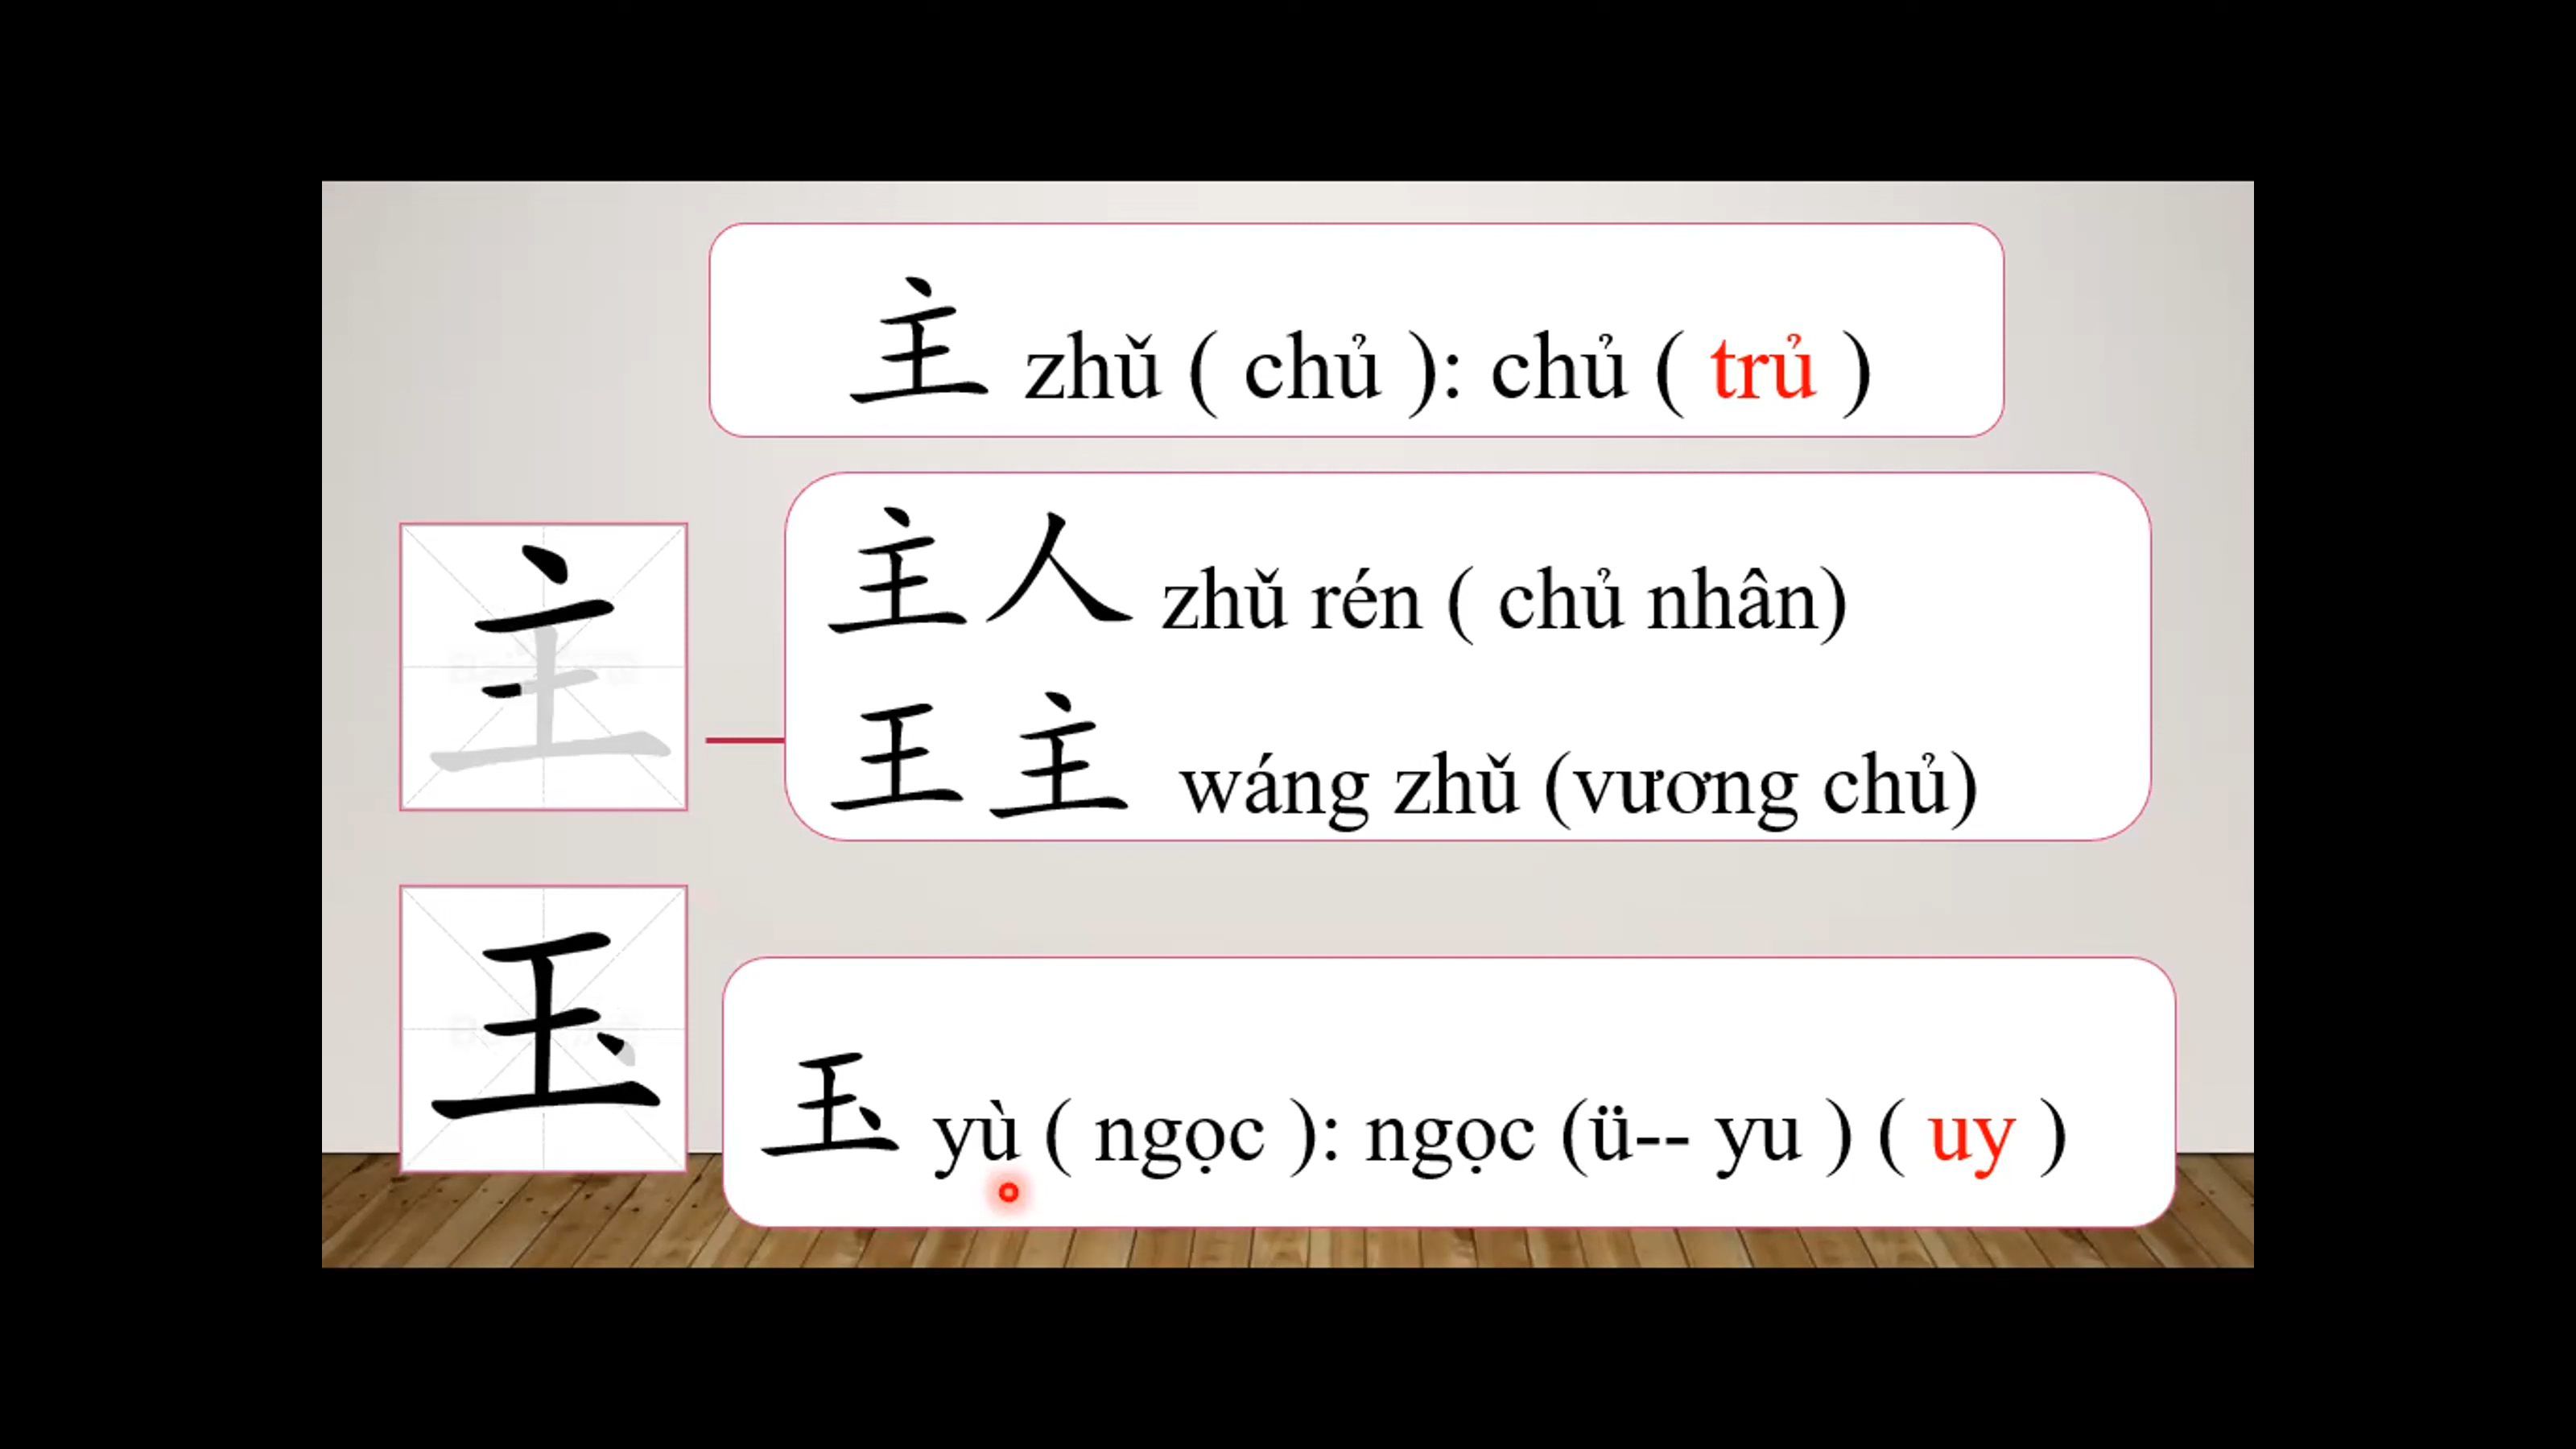 主 zhǔ ( chủ ): chủ ( trủ )
主人 zhǔ rén ( chủ nhân)
主
王主 wáng zhǔ (vương chủ)
玉
玉 yù ( ngọc ): ngọc (ü-- yu ) ( uy )